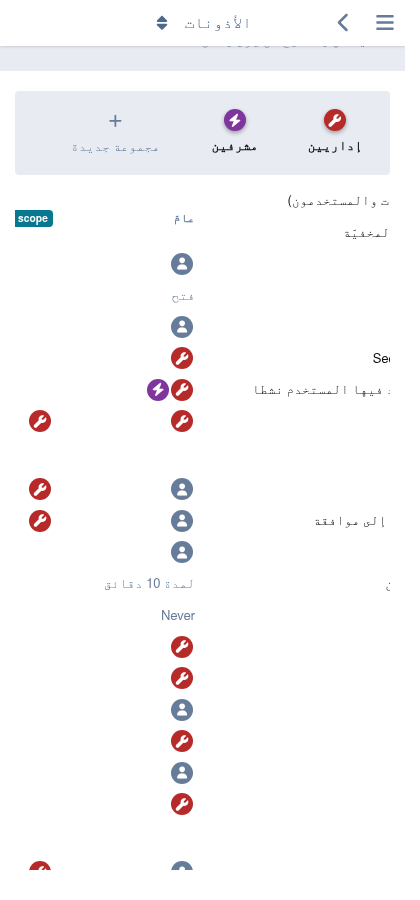 الأذونات
إداريين
مشرفين
مجموعة جديدة
ت والمستخدمون)
عامّ
scope
لمخفيّة
فتح
Sec
د فيها المستخدم نشطا
إلى موافقة
لمدة 10 دقائق
Never